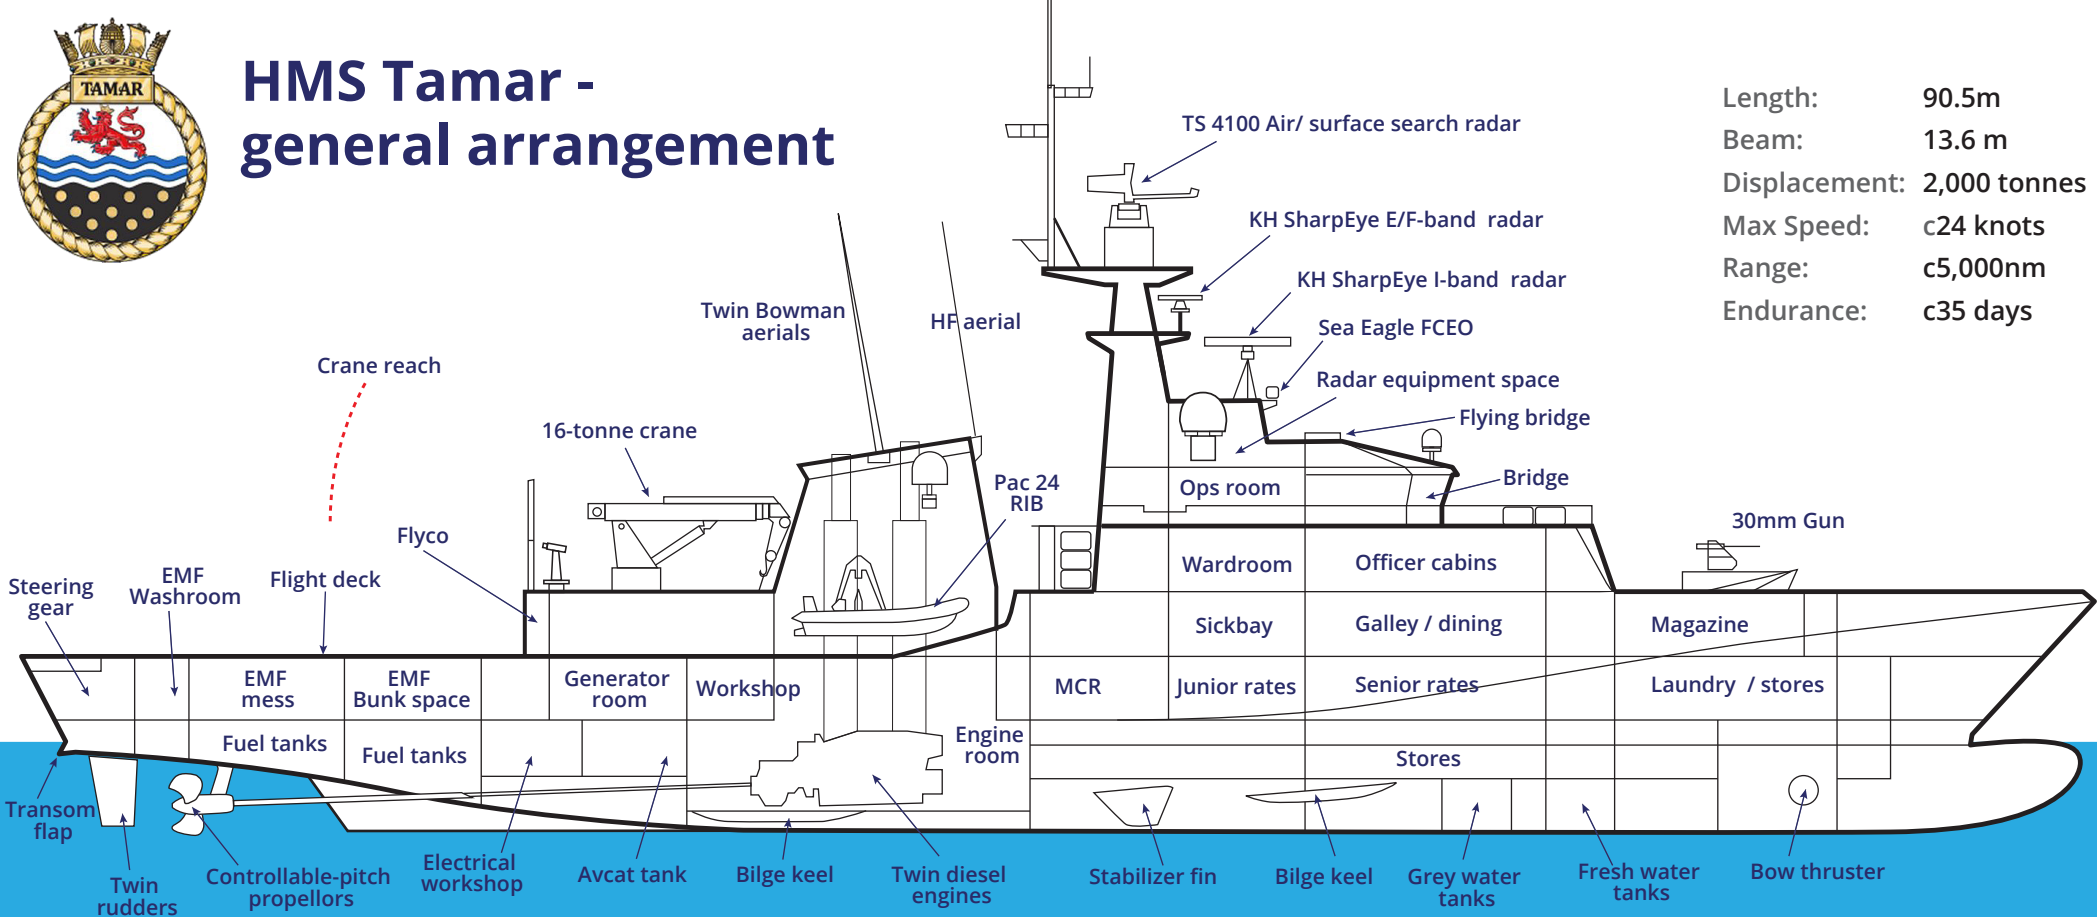 TAMAR
HMS Tamar -
general arrangement
Length: 90.5m
Beam: 13.6 m
Displacement: 2,000 tonnes
Max Speed: c24 knots
Range: c5,000nm
Endurance: c35 days
TS 4100 Air/ surface search radar
KH SharpEye E/F-band radar
KH SharpEye I-band radar
Sea Eagle FCEO
Radar equipment space
Flying bridge
Bridge
30mm Gun
Twin Bowman
aerials
HF aerial
Crane reach
16-tonne crane
Pac 24
RIB
Flyco
Flight deck
EMF
Washroom
Steering
gear
Ops room
Wardroom
Officer cabins
Sickbay
Galley / dining
Magazine
EMF
mess
EMF
Bunk space
Generator
room
Workshop
MCR
Junior rates
Senior rates
Laundry / stores
Fuel tanks
Fuel tanks
Engine
room
Stores
Transom
flap
Twin
rudders
Controllable-pitch
propellors
Electrical
workshop
Avcat tank
Bilge keel
Twin diesel
engines
Stabilizer fin
Bilge keel
Grey water
tanks
Fresh water
tanks
Bow thruster